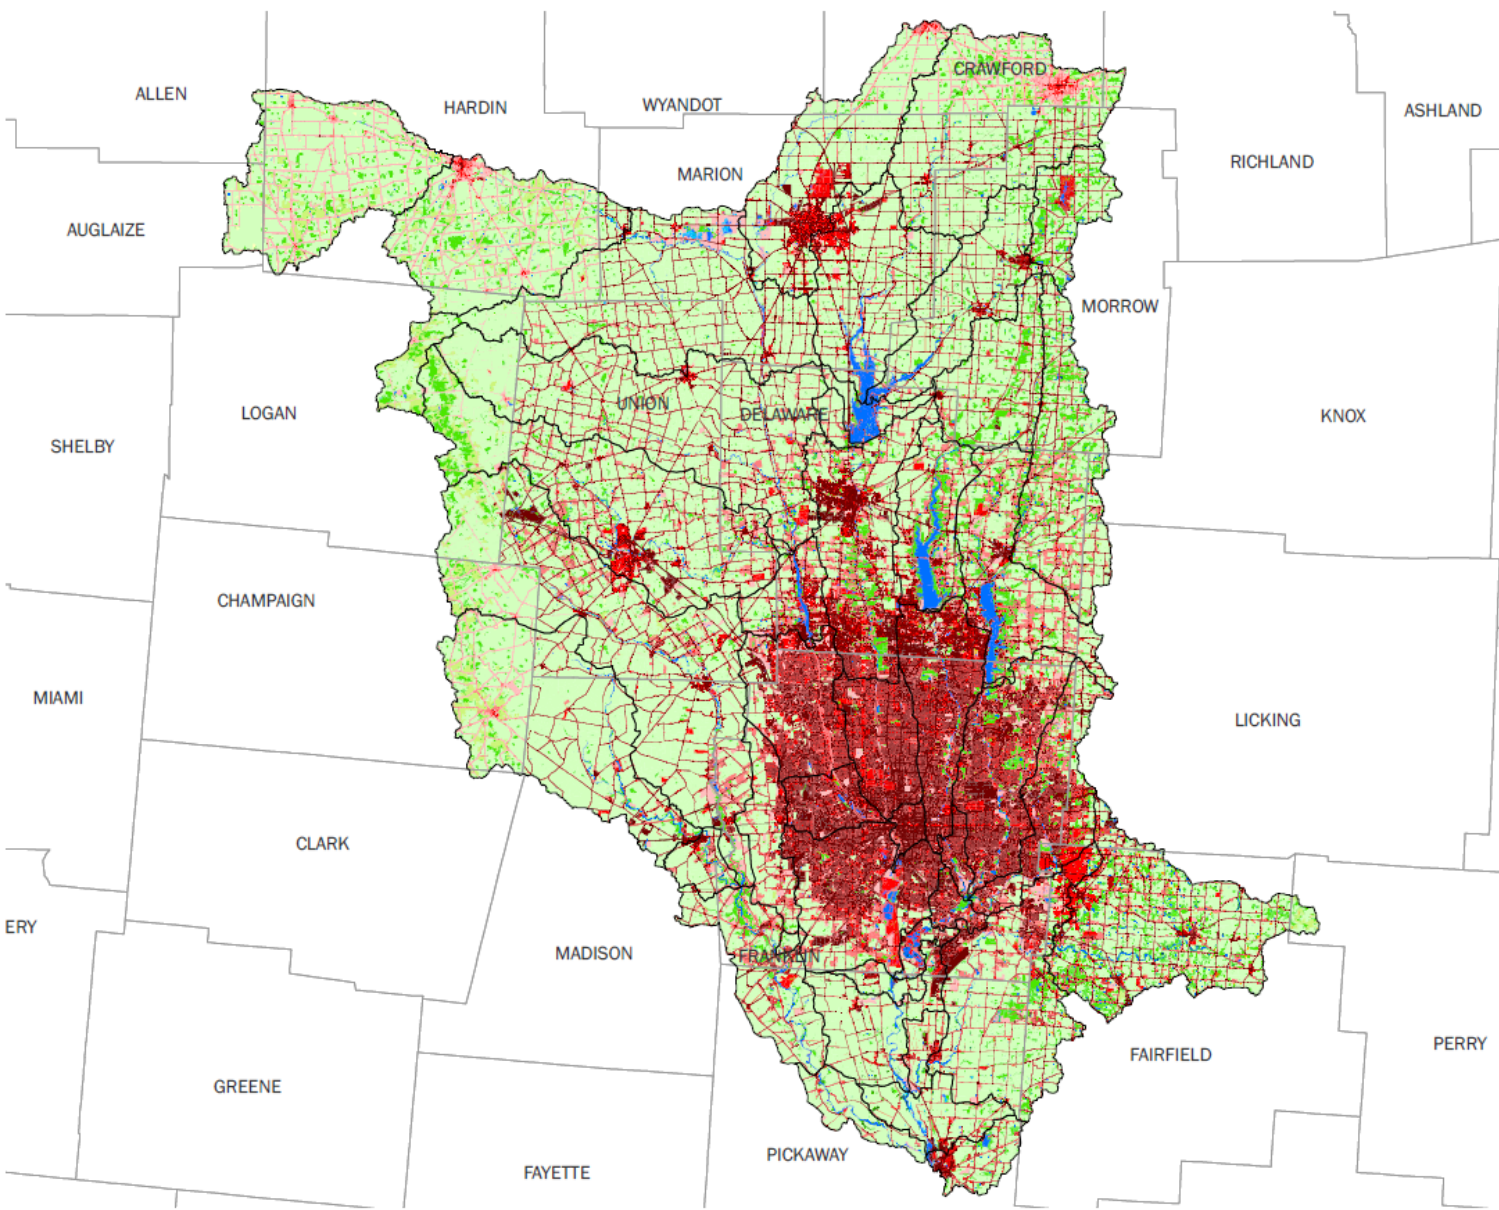 CRAWFORD
ALLEN
HARDIN
WYANDOT
ASHLAND
RICHLAND
MARION
AUGLAIZE
MORROW
UNION
DELAWARE
LOGAN
KNOX
SHELBY
CHAMPAIGN
MIAMI
LICKING
CLARK
ERY
MADISON
FRANKLIN
PERRY
FAIRFIELD
GREENE
PICKAWAY
FAYETTE